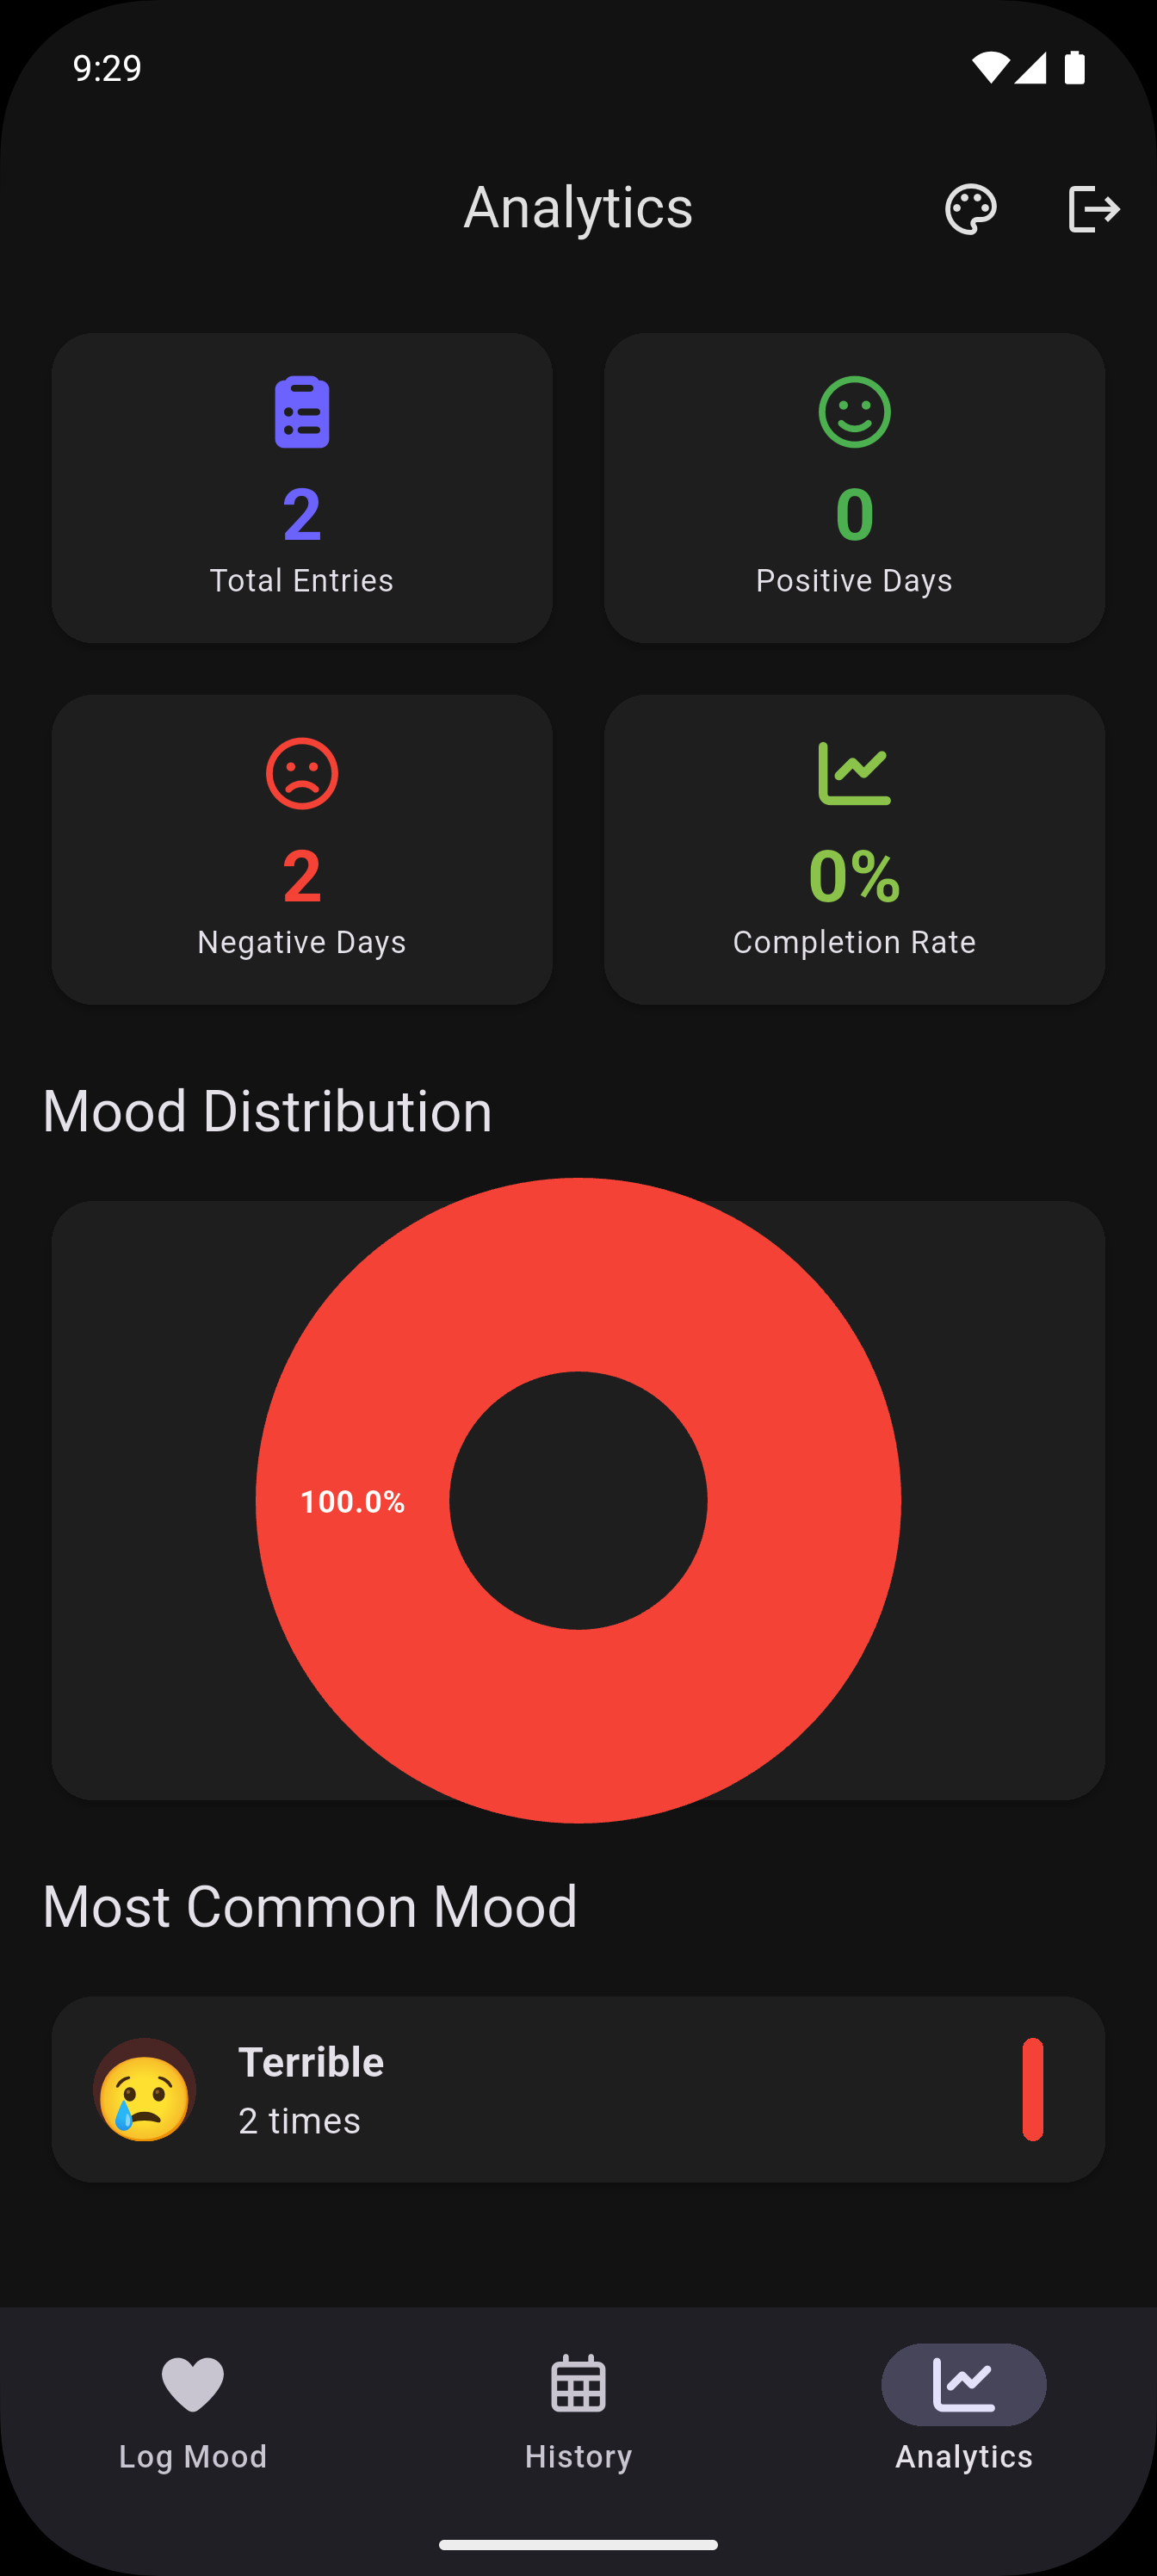 9:29
Analytics
2
Total Entries
0
Positive Days
2
Negative Days
0%
Completion Rate
Mood Distribution
100.0%
Most Common Mood
Terrible
2 times
Log Mood
History
Analytics